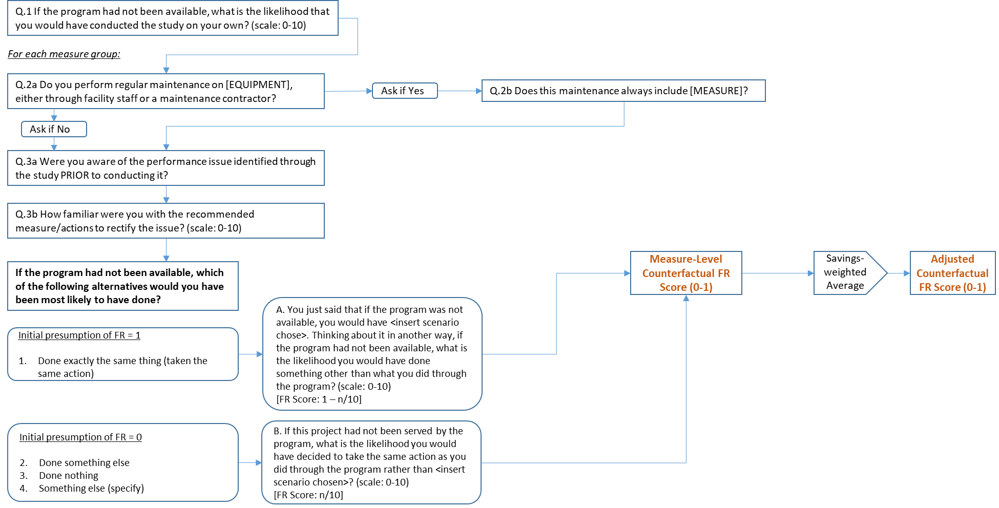 Q.1 If the program had not been available, what is the likelihood that
you would have conducted the study on your own? (scale: 0-10)
For each measure group:
Q.2a Do you perform regular maintenance on [EQUIPMENT],
either through facility staff or a maintenance contractor?
Ask if Yes
Q.2b Does this maintenance always include [MEASURE]?
Ask if No
Q.3a Were you aware of the performance issue identified through
the study PRIOR to conducting it?
Q.3b How familiar were you with the recommended
measure/actions to rectify the issue? (scale: 0-10)
If the program had not been available, which
of the following alternatives would you have
been most likely to have done?
Initial presumption of FR = 1
1. Done exactly the same thing (taken the
same action)
A. You just said that if the program was not
available, you would have <insert scenario
chose>. Thinking about it in another way, if
the program had not been available, what is
the likelihood you would have done
something other than what you did through
the program? (scale: 0-10)
[FR Score: 1 – n/10]
Initial presumption of FR = 0
2. Done something else
3. Done nothing
4. Something else (specify)
B. If this project had not been served by the
program, what is the likelihood you would
have decided to take the same action as you
did through the program rather than <insert
scenario chosen>? (scale: 0-10)
[FR Score: n/10]
Measure-Level
Counterfactual FR
Score (0-1)
Savings-
weighted
Average
Adjusted
Counterfactual
FR Score (0-1)